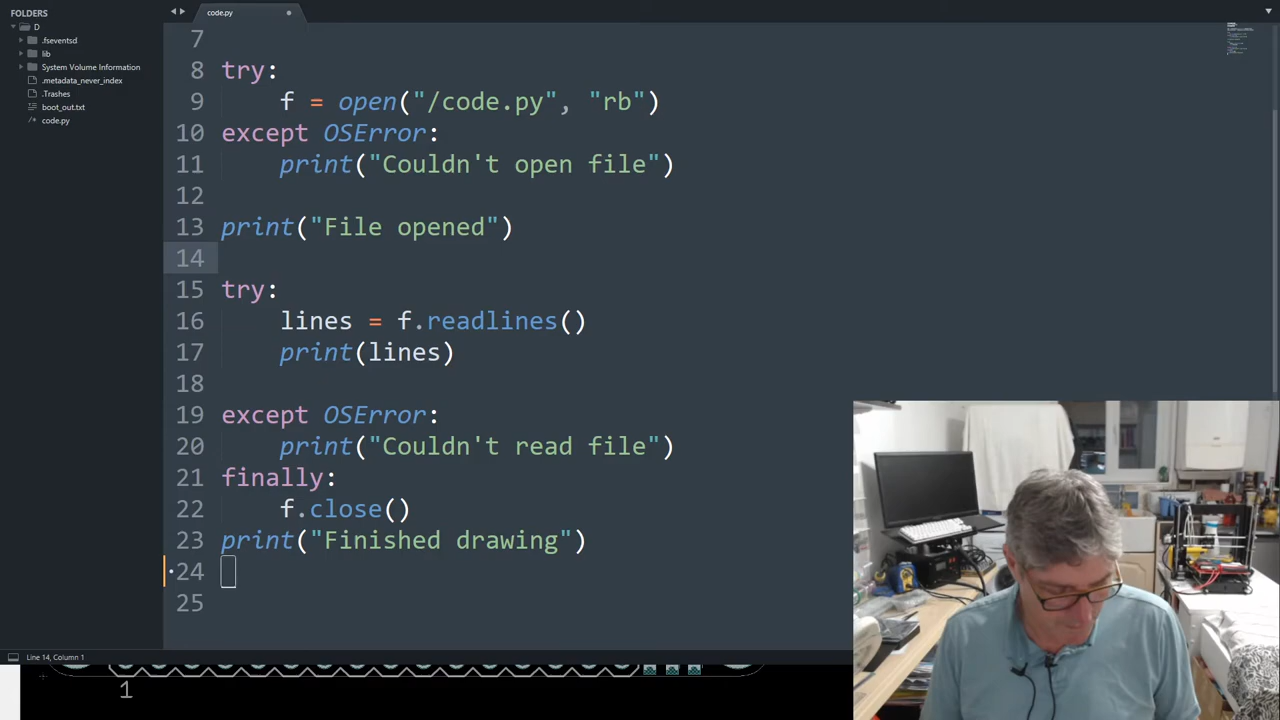 FOLDERS
D
.fseventsd
lib
System Volume Information
.metadata_never_index
.Trashes
boot_out.txt
code.py
code.py
7
8 try:
9 f = open("/code.py", "rb")
10 except OSError:
11 print("Couldn't open file")
12
13 print("File opened")
14
15 try:
16 lines = f.readlines()
17 print(lines)
18
19 except OSError:
20 print("Couldn't read file")
21 finally:
22 f.close()
23 print("Finished drawing")
24
25
Line 14, Column 1
1